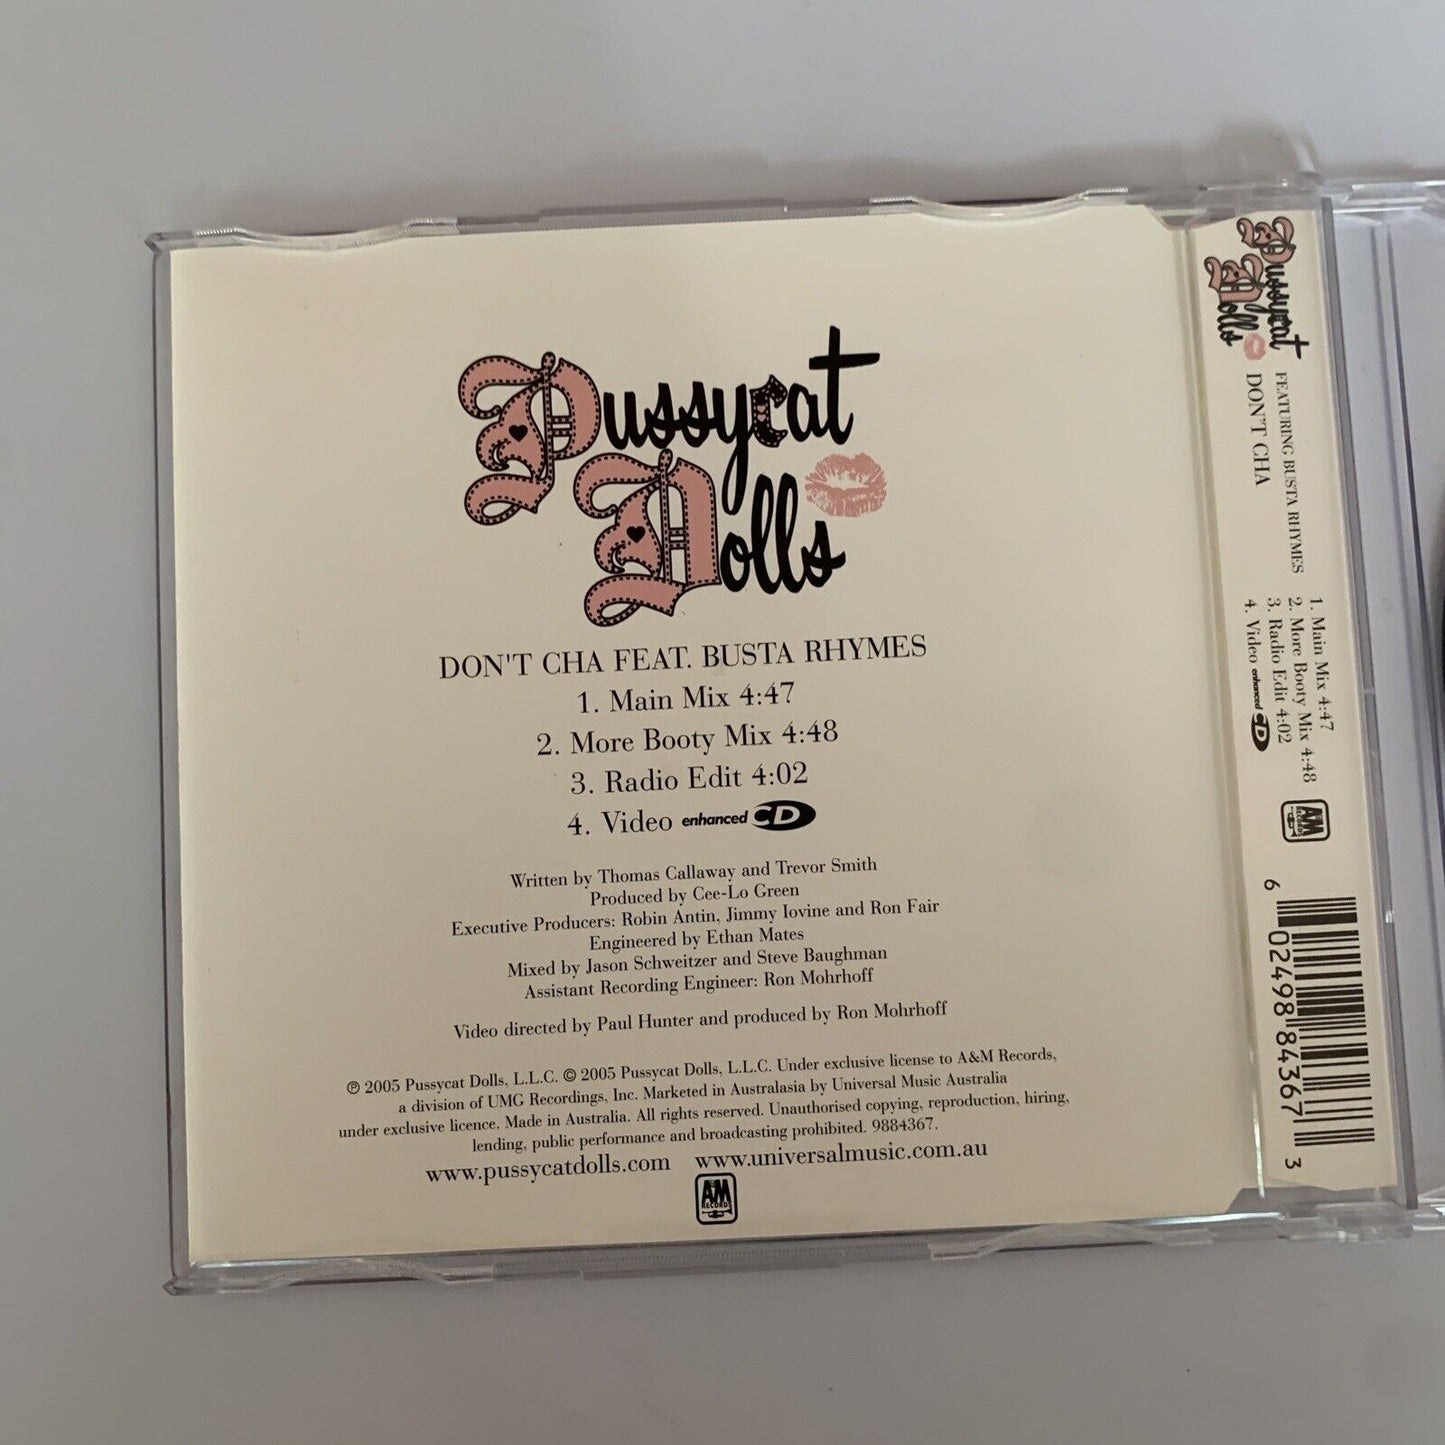 Pussycat
Dolls
DON'T CHA FEAT. BUSTA RHYMES
1. Main Mix 4:47
2. More Booty Mix 4:48
3. Radio Edit 4:02
4. Video enhanced CD
Written by Thomas Callaway and Trevor Smith
Produced by Cee-Lo Green
Executive Producers: Robin Antin, Jimmy Iovine and Ron Fair
Engineered by Ethan Mates
Mixed by Jason Schweitzer and Steve Baughman
Assistant Recording Engineer: Ron Mohrhoff
Video directed by Paul Hunter and produced by Ron Mohrhoff
℗ 2005 Pussycat Dolls, L.L.C. © 2005 Pussycat Dolls, L.L.C. Under exclusive license to A&M Records,
a division of UMG Recordings, Inc. Marketed in Australasia by Universal Music Australia
under exclusive licence. Made in Australia. All rights reserved. Unauthorised copying, reproduction, hiring,
lending, public performance and broadcasting prohibited. 9884367.
www.pussycatdolls.com www.universalmusic.com.au
A&M
RECORDS
Pussycat
Dolls
FEATURING BUSTA RHYMES
DON'T CHA
1. Main Mix 4:47
2. More Booty Mix 4:48
3. Radio Edit 4:02
4. Video enhanced CD
A&M
RECORDS
6 02498 84367 3